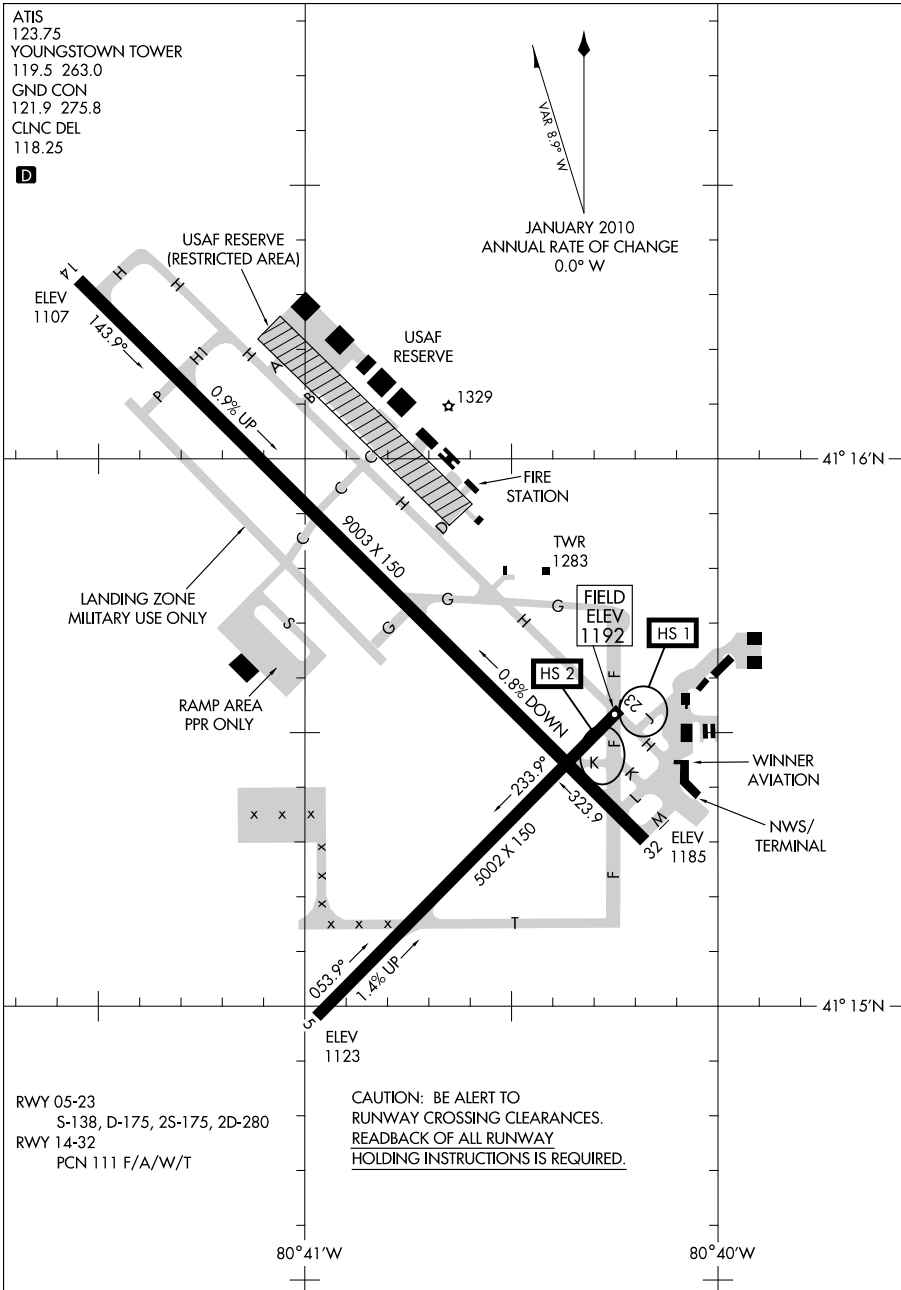 ATIS
123.75
YOUNGSTOWN TOWER
119.5 263.0
GND CON
121.9 275.8
CLNC DEL
118.25
D
VAR 8.9° W
JANUARY 2010
ANNUAL RATE OF CHANGE
0.0° W
USAF RESERVE
(RESTRICTED AREA)
14
ELEV
1107
143.9°
H
H
H1
H
P
A
B
0.9% UP
USAF
RESERVE
1329
41° 16'N
FIRE
STATION
C
C
C
H
D
9003 X 150
TWR
1283
LANDING ZONE
MILITARY USE ONLY
S
G
G
G
H
FIELD
ELEV
1192
HS 1
HS 2
F
RAMP AREA
PPR ONLY
0.8% DOWN
23
J
H
F
K
K
L
M
WINNER
AVIATION
NWS/
TERMINAL
233.9°
323.9
32
ELEV
1185
5002 X 150
x x x
x
x
x
x x x
F
T
053.9°
1.4% UP
5
ELEV
1123
41° 15'N
RWY 05-23
S-138, D-175, 2S-175, 2D-280
RWY 14-32
PCN 111 F/A/W/T
CAUTION: BE ALERT TO
RUNWAY CROSSING CLEARANCES.
READBACK OF ALL RUNWAY
HOLDING INSTRUCTIONS IS REQUIRED.
80°41'W
80°40'W